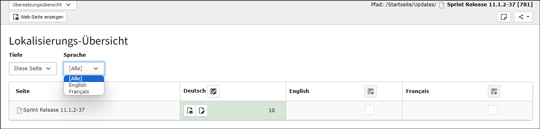 Übersetzungsübersicht
Pfad: /Startseite/Updates/ Sprint Release 11.1.2-37 [781]
Web-Seite anzeigen
Lokalisierungs-Übersicht
Tiefe Sprache
Diese Seite [Alle]
[Alle]
English
Français
Seite Deutsch English Français
Sprint Release 11.1.2-37 10